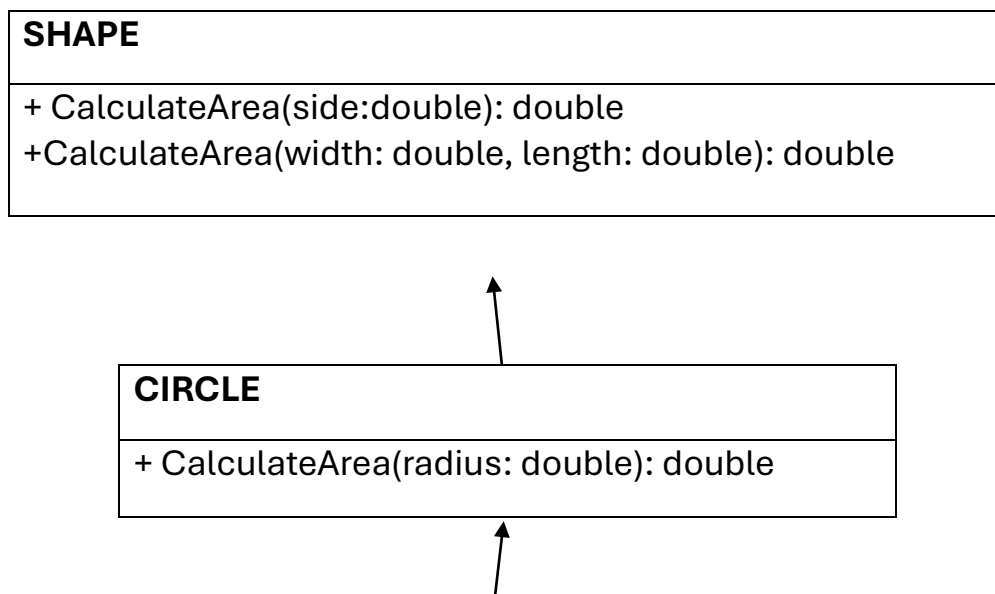 SHAPE
+ CalculateArea(side:double): double
+CalculateArea(width: double, length: double): double
CIRCLE
+ CalculateArea(radius: double): double